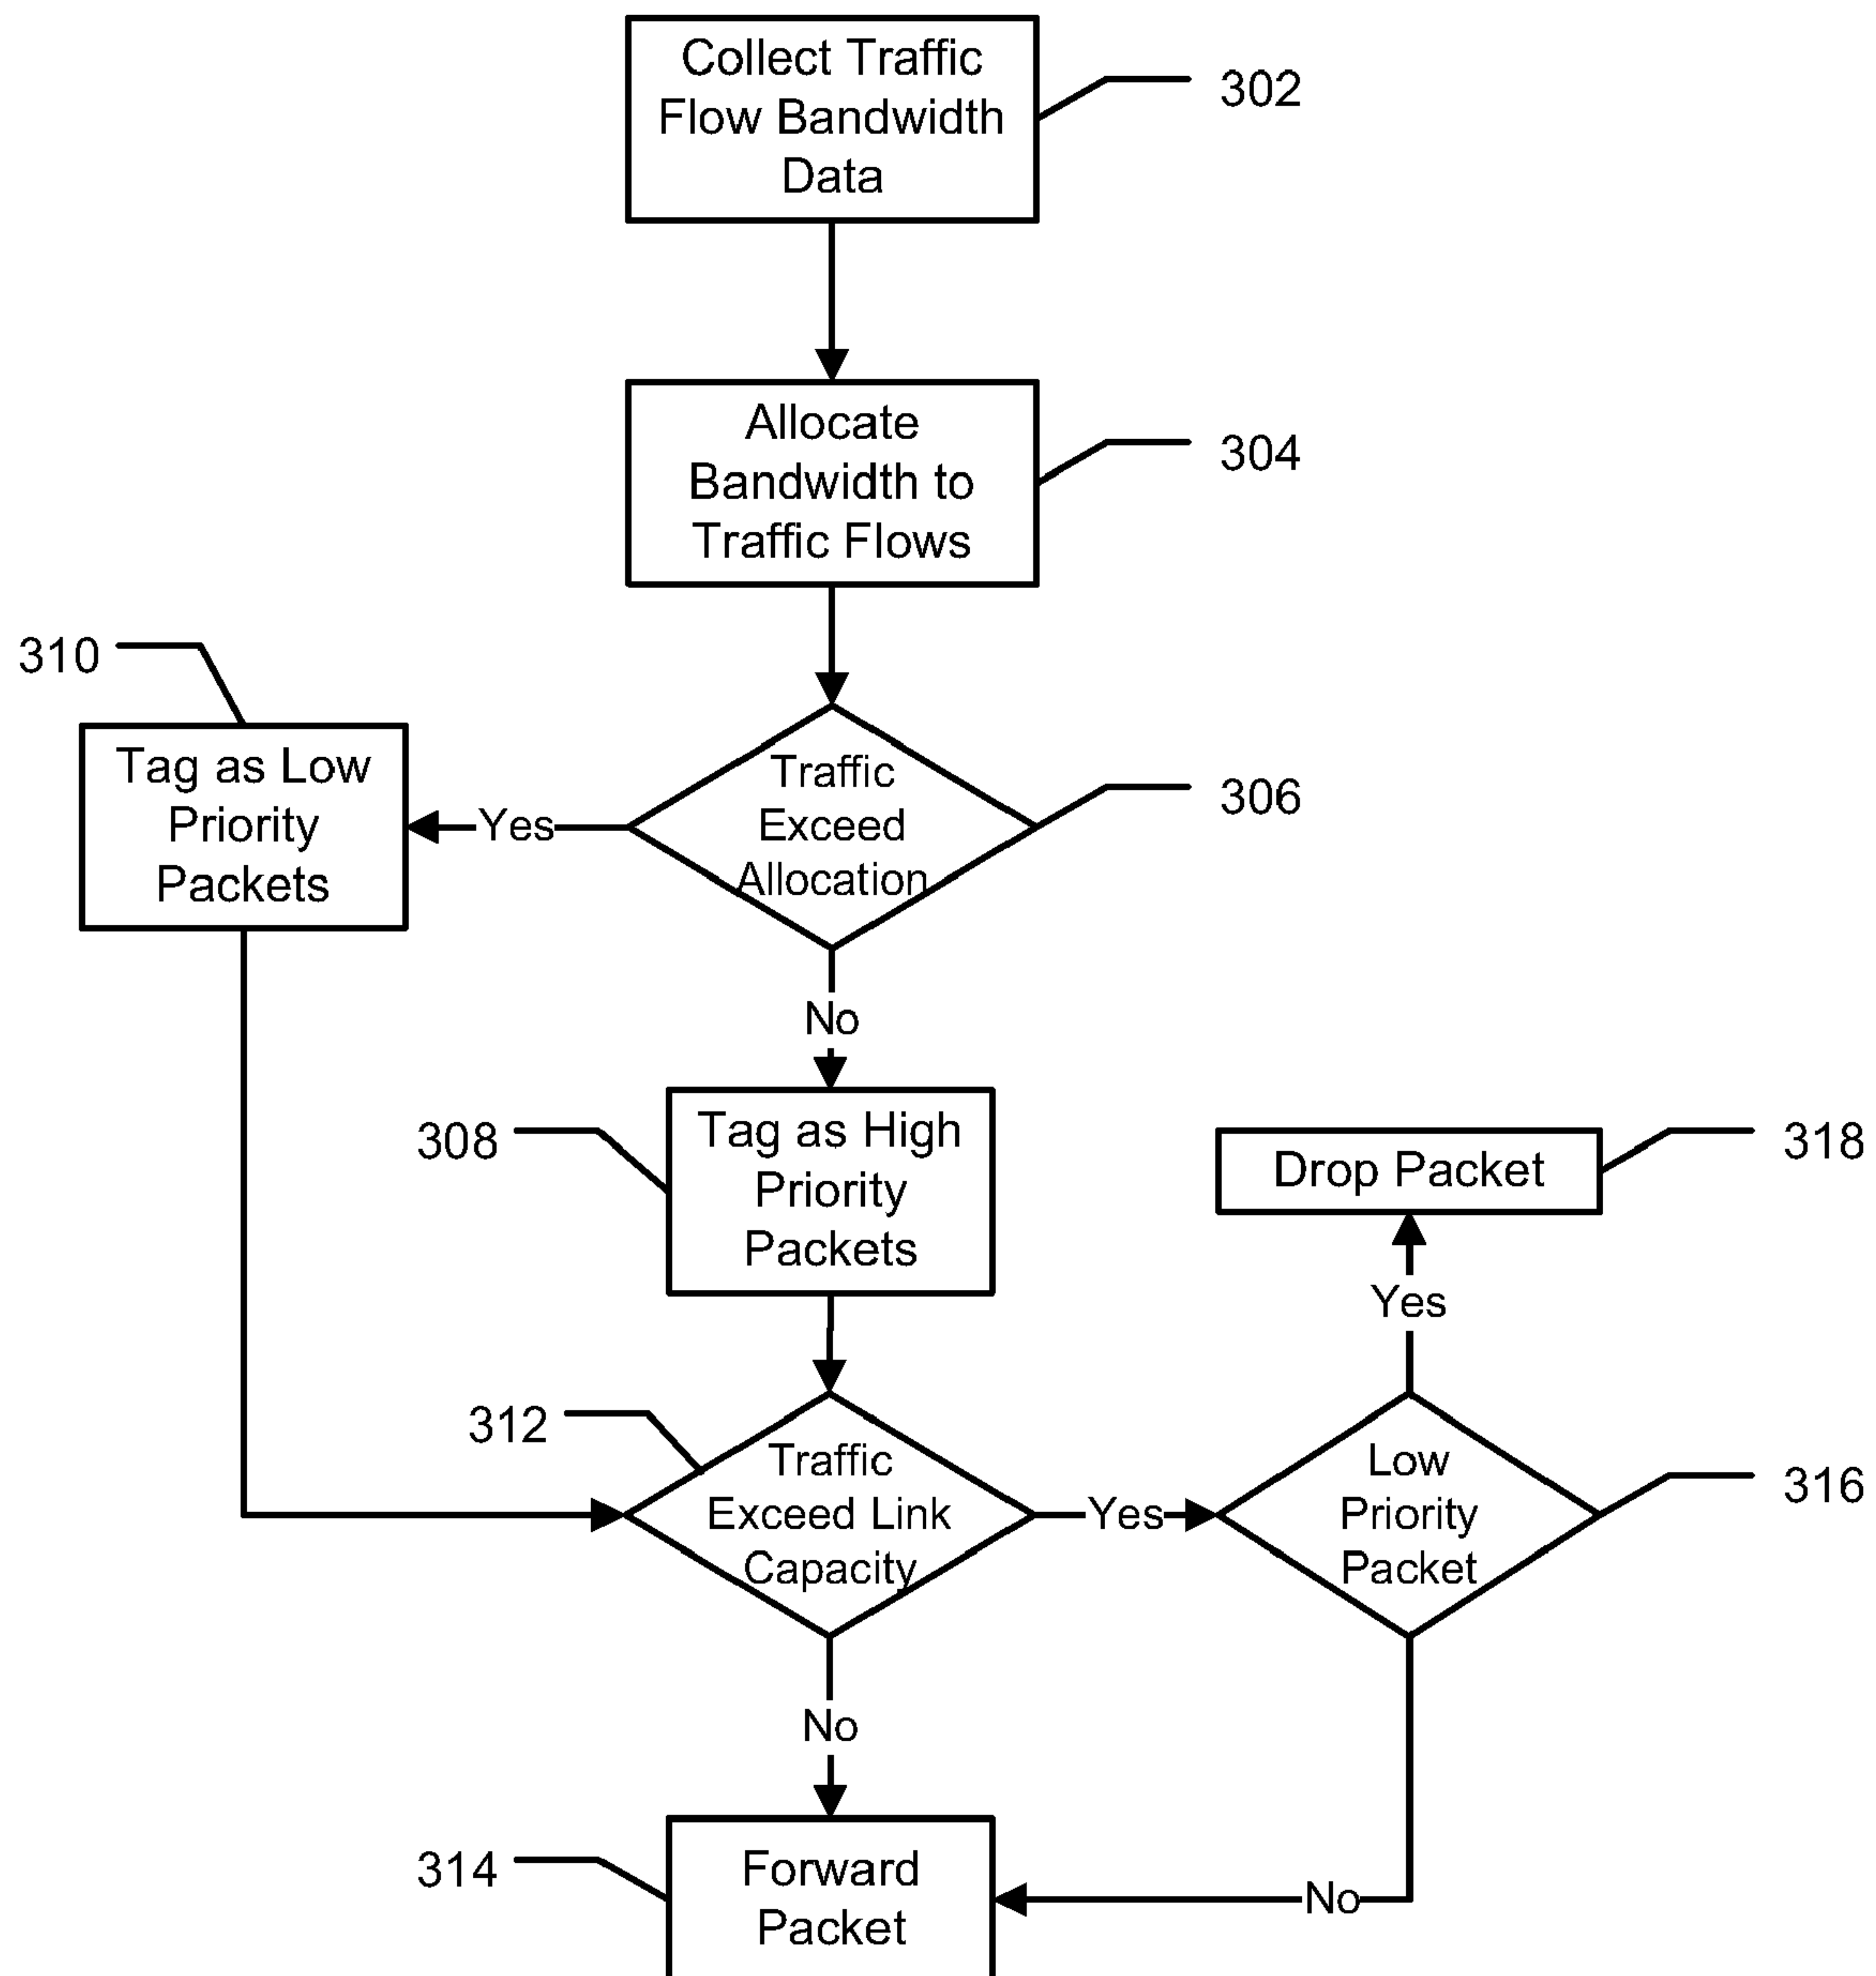 Collect Traffic
Flow Bandwidth
Data
302
Allocate
Bandwidth to
Traffic Flows
304
310
Tag as Low
Priority
Packets
Yes
Traffic
Exceed
Allocation
306
No
308
Tag as High
Priority
Packets
Drop Packet
318
Yes
312
Traffic
Exceed Link
Capacity
Yes
Low
Priority
Packet
316
No
314
Forward
Packet
No